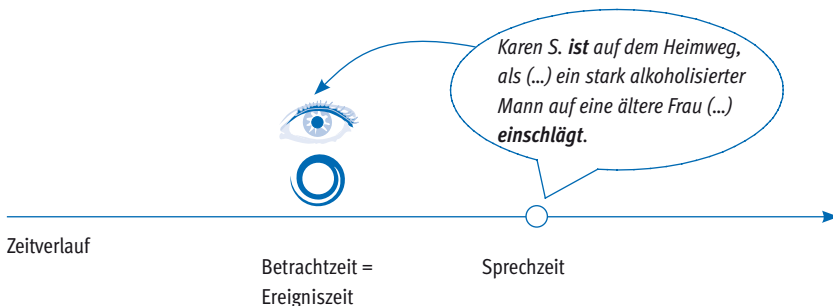 Karen S. ist auf dem Heimweg,
als (...) ein stark alkoholisierter
Mann auf eine ältere Frau (...)
einschlägt.
Zeitverlauf
Betrachtzeit =
Ereigniszeit
Sprechzeit